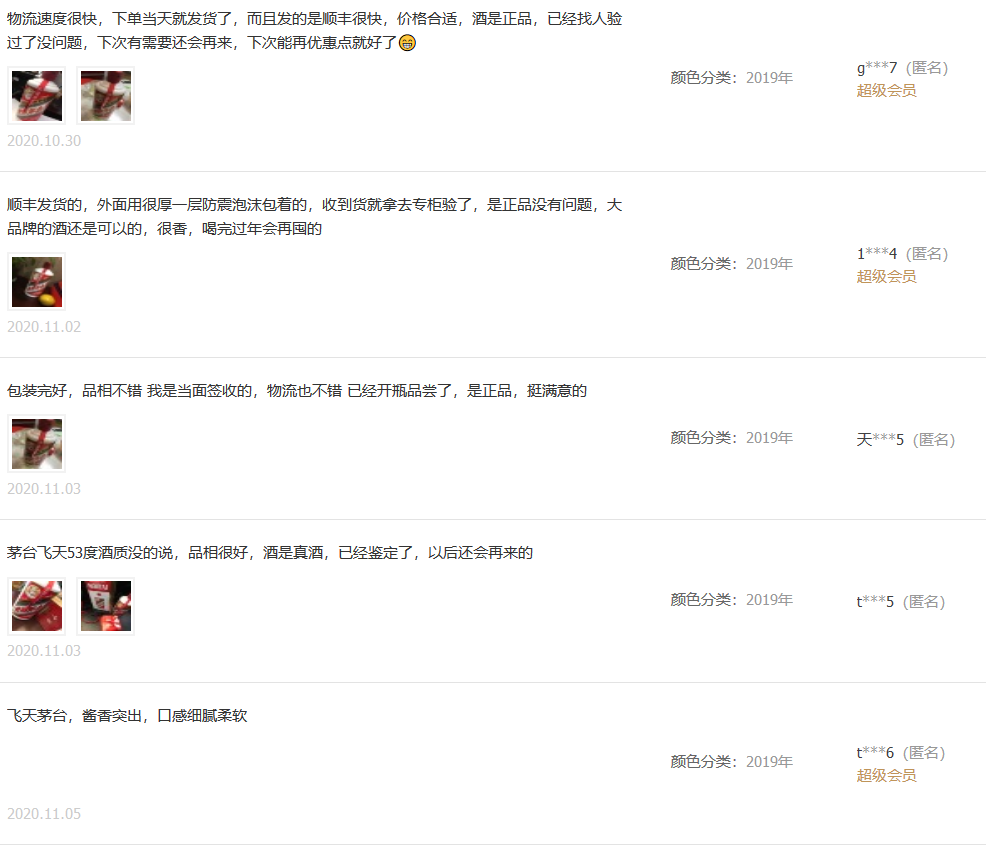 物流速度很快，下单当天就发货了，而且发的是顺丰很快，价格合适，酒是正品，已经找人验
过了没问题，下次有需要还会再来，下次能再优惠点就好了😁
2020.10.30
颜色分类：2019年
g***7（匿名）
超级会员
顺丰发货的，外面用很厚一层防震泡沫包着的，收到货就拿去专柜验了，是正品没有问题，大
品牌的酒还是可以的，很香，喝完过年会再囤的
2020.11.02
颜色分类：2019年
1***4（匿名）
超级会员
包装完好，品相不错 我是当面签收的，物流也不错 已经开瓶品尝了，是正品，挺满意的
2020.11.03
颜色分类：2019年
天***5（匿名）
茅台飞天53度酒质没的说，品相很好，酒是真酒，已经鉴定了，以后还会再来的
2020.11.03
颜色分类：2019年
t***5（匿名）
飞天茅台，酱香突出，口感细腻柔软
2020.11.05
颜色分类：2019年
t***6（匿名）
超级会员